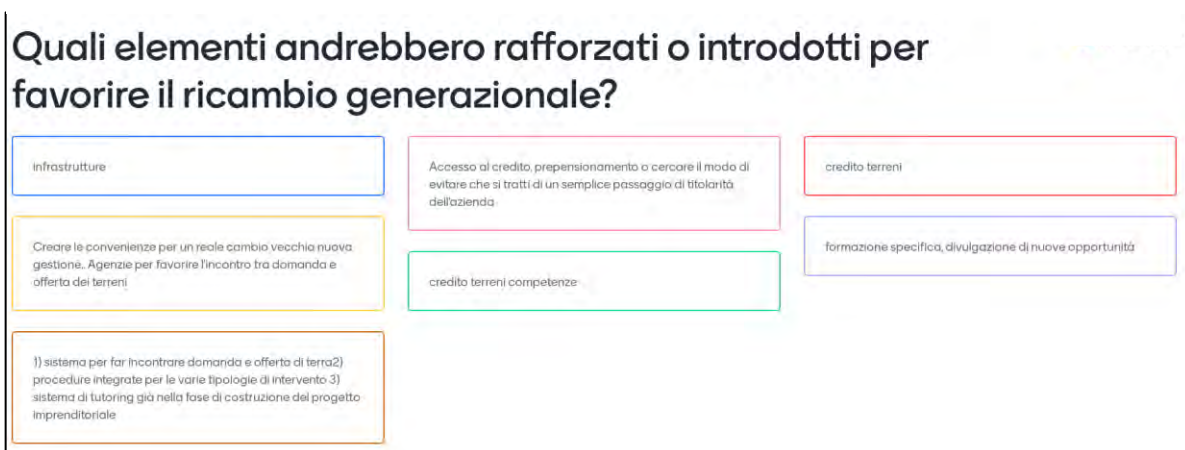 Quali elementi andrebbero rafforzati o introdotti per
favorire il ricambio generazionale?
infrastrutture
Creare le convenienze per un reale cambio vecchia nuova
gestione.. Agenzie per favorire l'incontro tra domanda e
offerta dei terreni
1) sistema per far incontrare domanda e offerta di terra2)
procedure integrate per le varie tipologie di intervento 3)
sistema di tutoring già nella fase di costruzione del progetto
imprenditoriale
Accesso al credito, prepensionamento o cercare il modo di
evitare che si tratti di un semplice passaggio di titolarità
dell'azienda
credito terreni competenze
credito terreni
formazione specifica, divulgazione di nuove opportunità